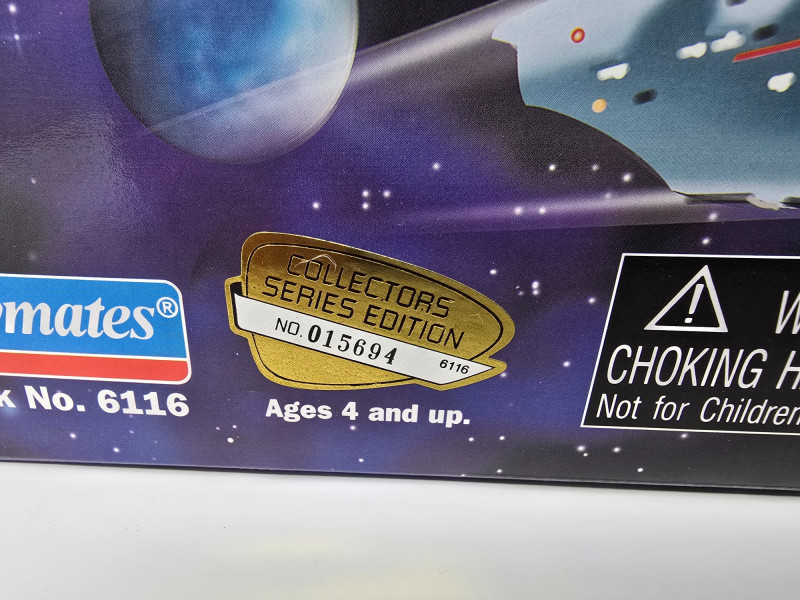 mates®
k No. 6116
COLLECTORS
SERIES EDITION
NO. 015694 6116
Ages 4 and up.
W
CHOKING H
Not for Children